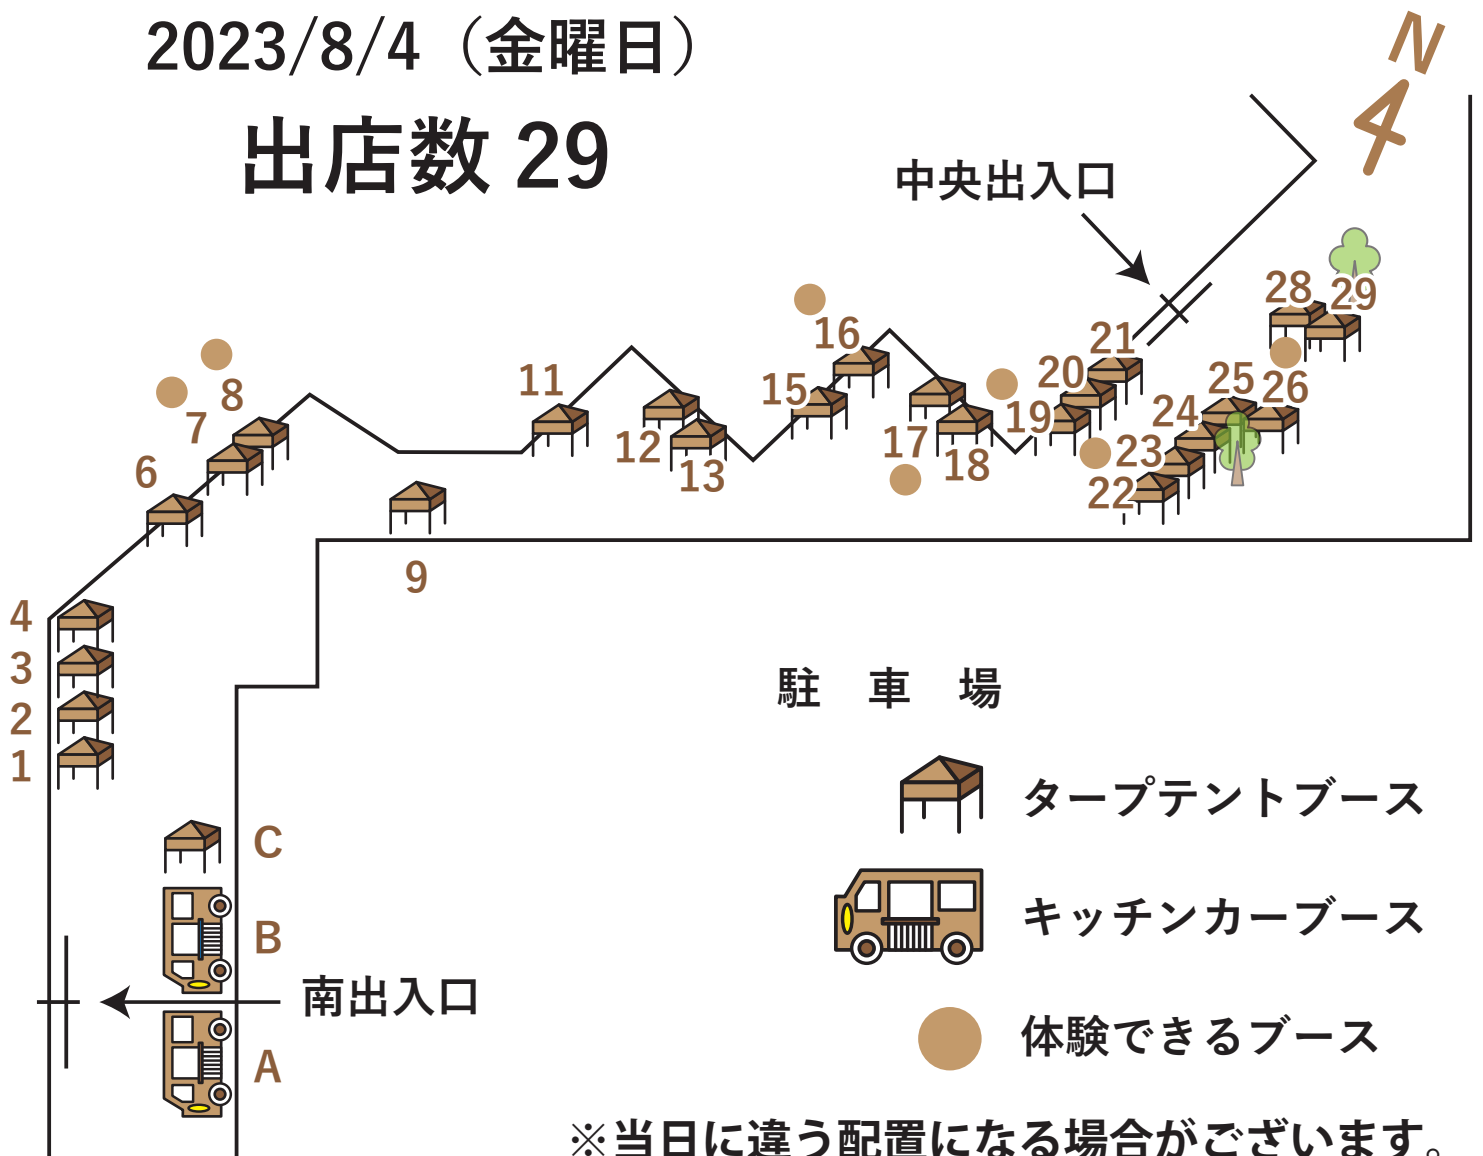 2023/8/4（金曜日）
出店数 29
N
中央出入口
28
29
16
21
8
11
15
20
25
26
7
19
24
6
12
13
17
18
23
22
9
4
3
2
1
駐 車 場
タープテントブース
C
キッチンカーブース
B
南出入口
体験できるブース
A
※当日に違う配置になる場合がございます。